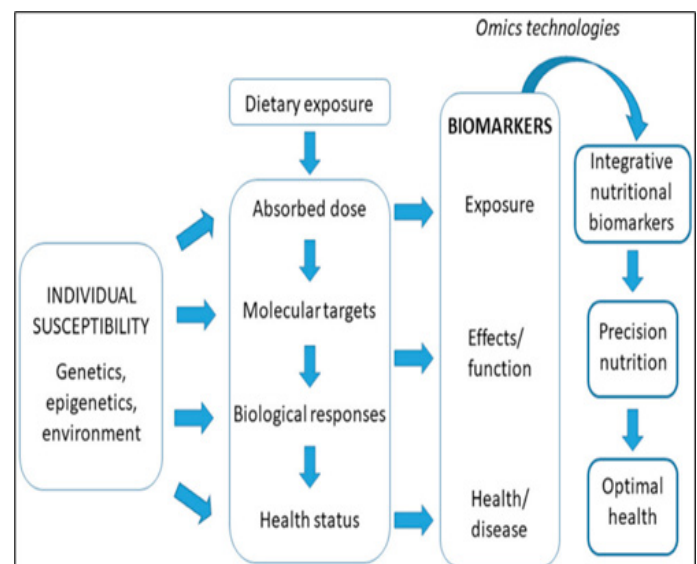 Omics technologies
Dietary exposure
BIOMARKERS
Absorbed dose
Exposure
Integrative
nutritional
biomarkers
INDIVIDUAL
SUSCEPTIBILITY
Genetics,
epigenetics,
environment
Molecular targets
Effects/
function
Precision
nutrition
Biological responses
Health status
Health/
disease
Optimal
health